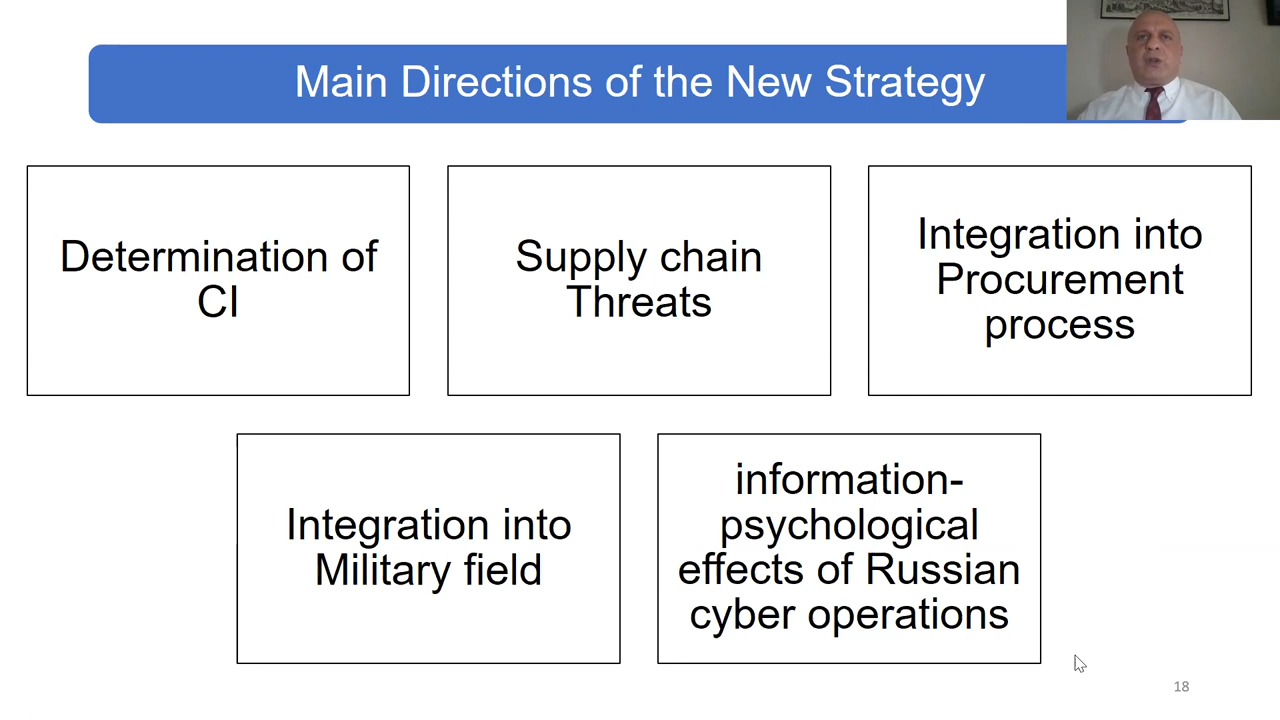 Main Directions of the New Strategy
Determination of
CI
Supply chain
Threats
Integration into
Procurement
process
Integration into
Military field
information-
psychological
effects of Russian
cyber operations
18